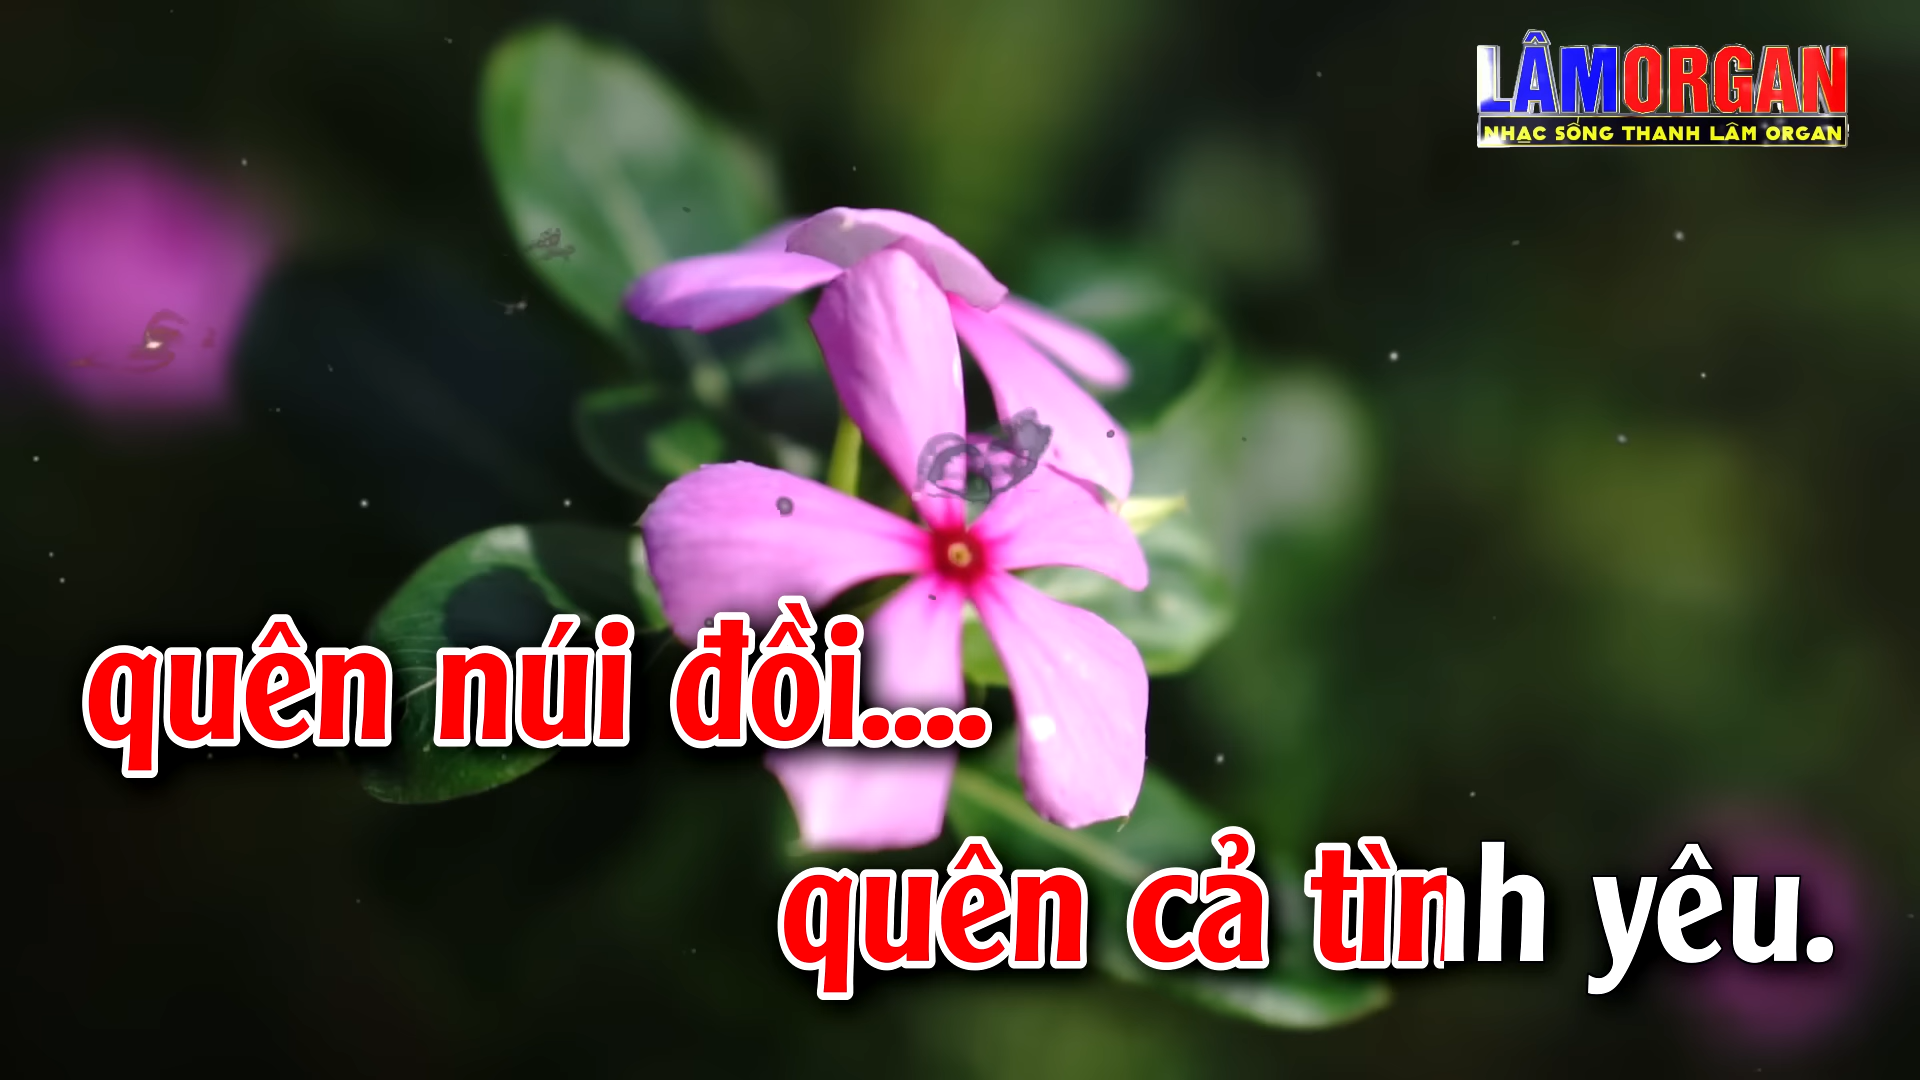 LÂMORGAN
NHẠC SỐNG THANH LÂM ORGAN
quên núi đồi....
quên cả tình yêu.